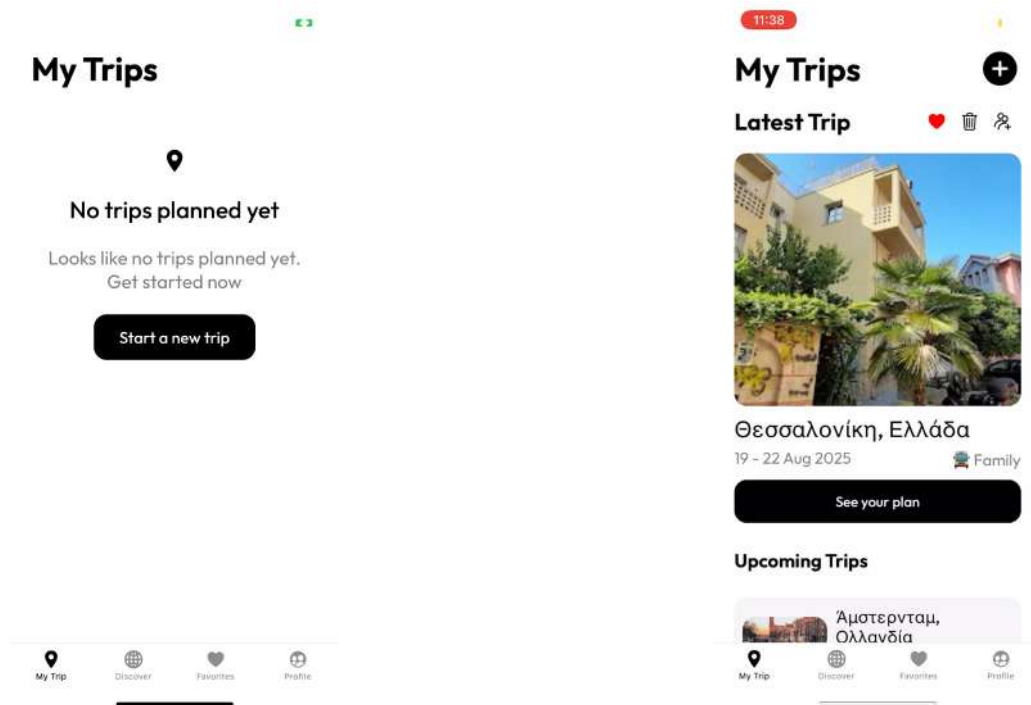 My Trips
No trips planned yet
Looks like no trips planned yet.
Get started now
Start a new trip
My Trip
Discover
Favorites
Profile
11:38
My Trips
Latest Trip
Θεσσαλονίκη, Ελλάδα
19 - 22 Aug 2025
Family
See your plan
Upcoming Trips
Άμστερνταμ,
Ολλανδία
My Trip
Discover
Favorites
Profile